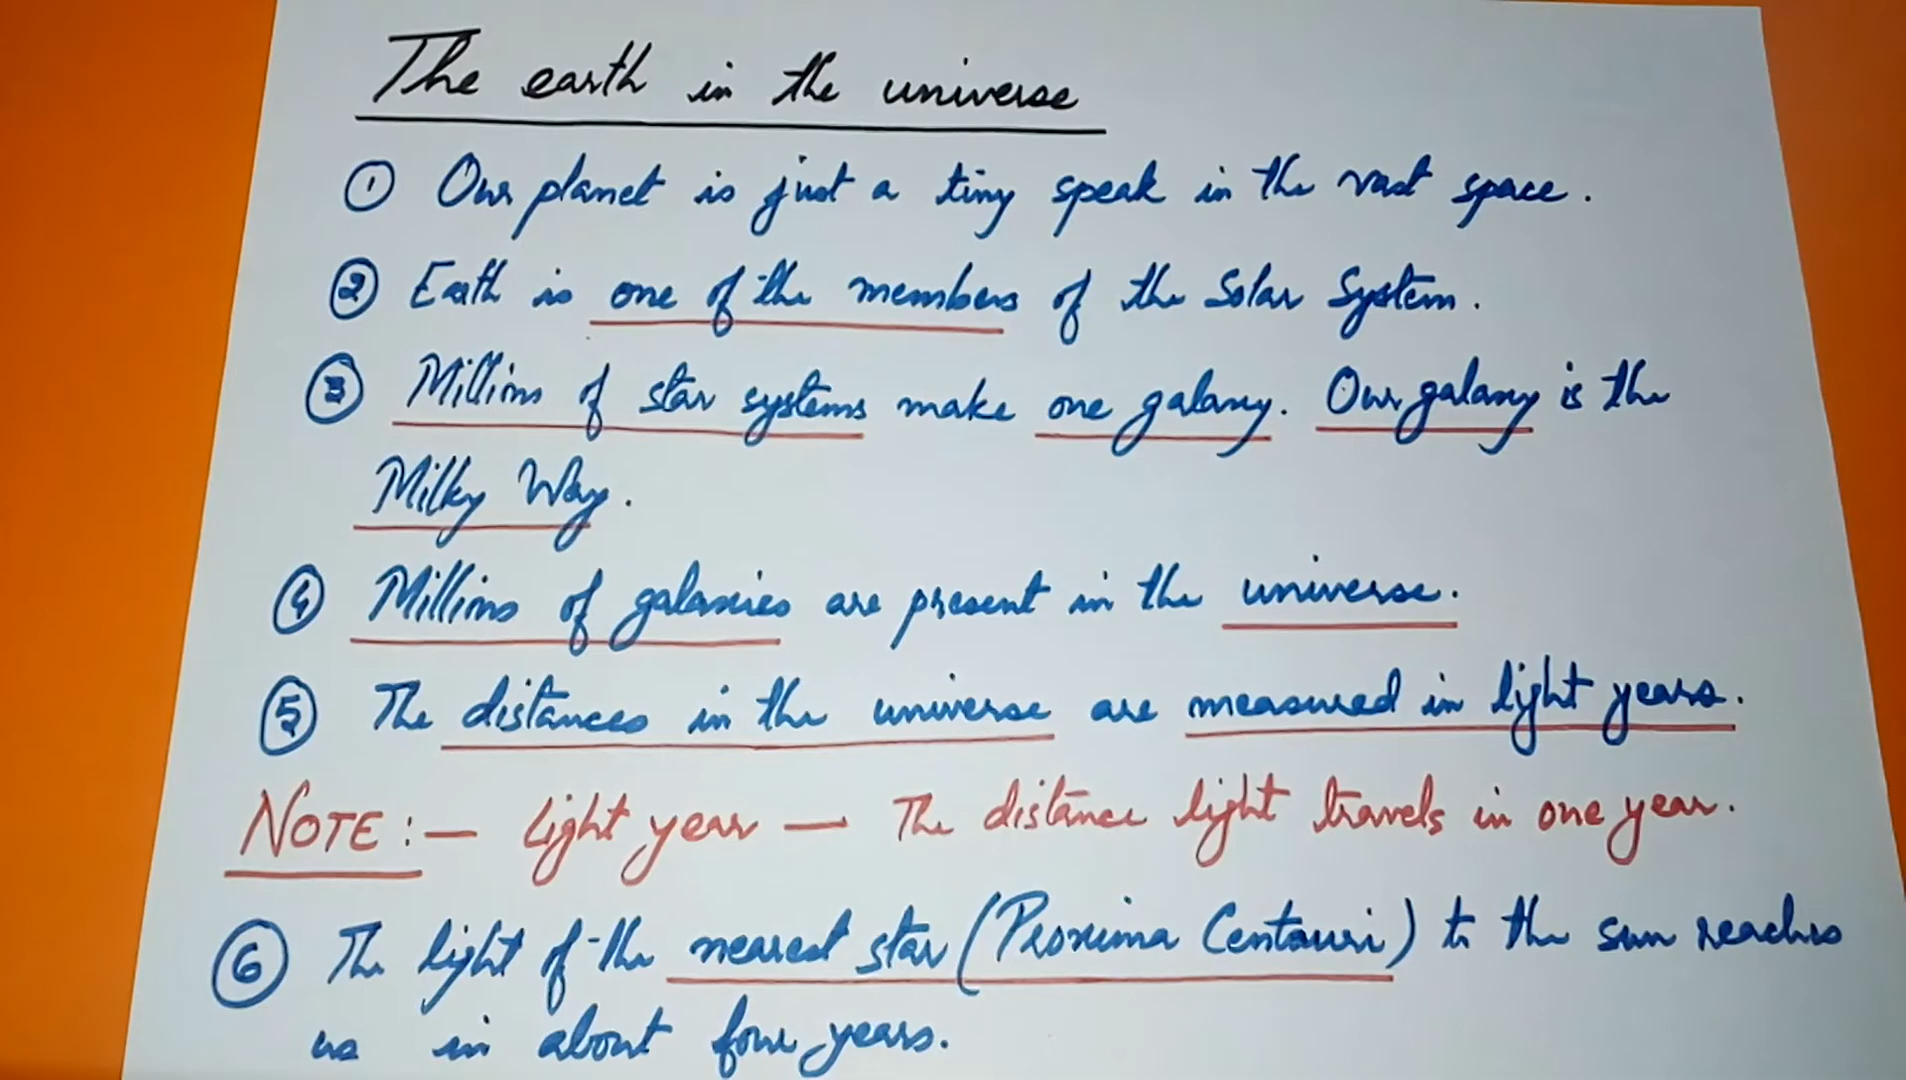 The earth in the universe
① Our planet is just a tiny speak in the vast space.
② Earth is one of the members of the Solar System.
③ Millions of star systems make one galaxy. Our galaxy is the
Milky Way.
④ Millions of galaxies are present in the universe.
⑤ The distances in the universe are measured in light years.
NOTE:— Light year — The distance light travels in one year.
⑥ The light of the nearest star (Proxima Centauri) to the sun reaches
us in about four years.